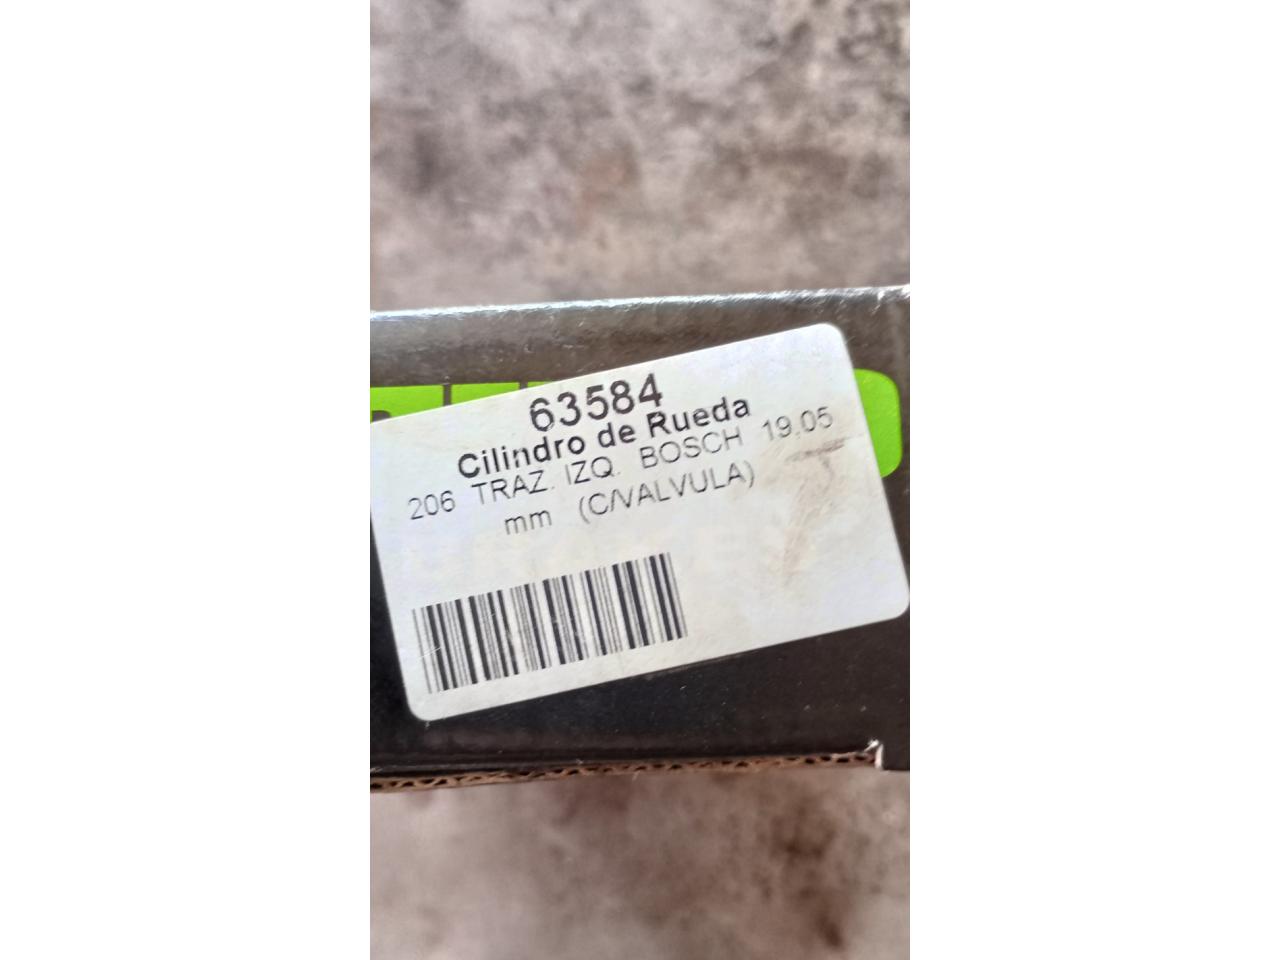 63584
Cilindro de Rueda
206 TRAZ. IZQ. BOSCH 19,05
mm (C/VALVULA)